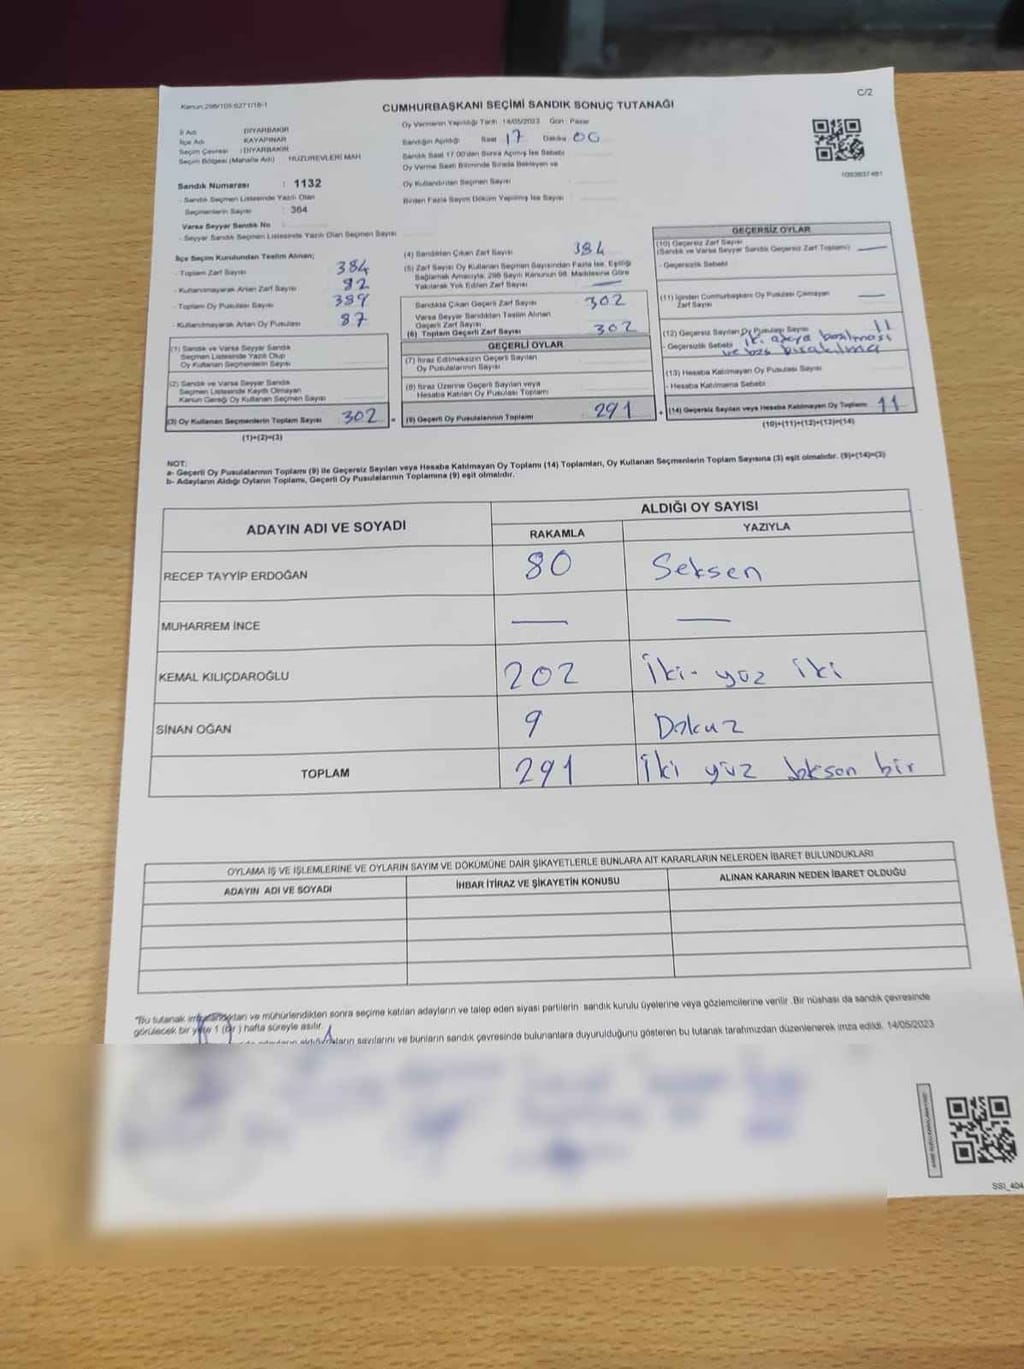 Kanun:298/105;6271/18-1
C/2
CUMHURBAŞKANI SEÇİMİ SANDIK SONUÇ TUTANAĞI
İl Adı : DİYARBAKIR
İlçe Adı : KAYAPINAR
Seçim Çevresi : DİYARBAKIR
Seçim Bölgesi (Mahalle Adı) : HUZUREVLERİ MAH
Sandık Numarası : 1132
- Sandık Seçmen Listesinde Yazılı Olan
Seçmenlerin Sayısı : 364
Varsa Seyyar Sandık No
- Seyyar Sandık Seçmen Listesinde Yazılı Olan Seçmen Sayısı
Oy Vermenin Yapıldığı Tarih : 14/05/2023 Gün : Pazar
Sandığın Açıldığı Saat 17 Dakika 00
Sandık Saat 17.00'dan Sonra Açılmış İse Sebebi
Oy Verme Saati Bitiminde Sırada Bekleyen ve
Oy Kullandırılan Seçmen Sayısı
Birden Fazla Sayım Döküm Yapılmış İse Sayısı
İlçe Seçim Kurulundan Teslim Alınan;
- Toplam Zarf Sayısı 384
- Kullanılmayarak Artan Zarf Sayısı 82
- Toplam Oy Pusulası Sayısı 389
- Kullanılmayarak Artan Oy Pusulası 87
(1) Sandık ve Varsa Seyyar Sandık
Seçmen Listesinde Yazılı Olup
Oy Kullanan Seçmenlerin Sayısı
(2) Sandık ve Varsa Seyyar Sandık
Seçmen Listesinde Kayıtlı Olmayan
Kanun Gereği Oy Kullanan Seçmen Sayısı
(3) Oy Kullanan Seçmenlerin Toplam Sayısı 302
(1)+(2)=(3)
(4) Sandıktan Çıkan Zarf Sayısı 384
(5) Zarf Sayısı Oy Kullanan Seçmen Sayısından Fazla İse, Eşitliği
Sağlamak Amacıyla, 298 Sayılı Kanunun 98. Maddesine Göre
Yakılarak Yok Edilen Zarf Sayısı —
Sandıkta Çıkan Geçerli Zarf Sayısı 302
Varsa Seyyar Sandıktan Teslim Alınan
Geçerli Zarf Sayısı
(6) Toplam Geçerli Zarf Sayısı 302
GEÇERLİ OYLAR
(7) İtiraz Edilmeksizin Geçerli Sayılan
Oy Pusulalarının Sayısı
(8) İtiraz Üzerine Geçerli Sayılan veya
Hesaba Katılan Oy Pusulası Toplamı
= (9) Geçerli Oy Pusulalarının Toplamı 291
GEÇERSİZ OYLAR
(10) Geçersiz Zarf Sayısı
(Sandık ve Varsa Seyyar Sandık Geçersiz Zarf Toplamı) —
- Geçersizlik Sebebi
(11) İçinden Cumhurbaşkanı Oy Pusulası Çıkmayan —
Zarf Sayısı
(12) Geçersiz Sayılan Oy Pusulası Sayısı 11
- Geçersizlik Sebebi iki adaya basılması
ve boş bırakılma
(13) Hesaba Katılmayan Oy Pusulası Sayısı
- Hesaba Katılmama Sebebi
+ (14) Geçersiz Sayılan veya Hesaba Katılmayan Oy Toplamı 11
(10)+(11)+(12)+(13)=(14)
NOT:
a- Geçerli Oy Pusulalarının Toplamı (9) ile Geçersiz Sayılan veya Hesaba Katılmayan Oy Toplamı (14) Toplamları, Oy Kullanan Seçmenlerin Toplam Sayısına (3) eşit olmalıdır. (9)+(14)=(3)
b- Adayların Aldığı Oyların Toplamı, Geçerli Oy Pusulalarının Toplamına (9) eşit olmalıdır.
ADAYIN ADI VE SOYADI
ALDIĞI OY SAYISI
RAKAMLA YAZIYLA
RECEP TAYYİP ERDOĞAN 80 Seksen
MUHARREM İNCE — —
KEMAL KILIÇDAROĞLU 202 İki- yüz iki
SİNAN OĞAN 9 Dokuz
TOPLAM 291 İki yüz doksan bir
OYLAMA İŞ VE İŞLEMLERİNE VE OYLARIN SAYIM VE DÖKÜMÜNE DAİR ŞİKAYETLERLE BUNLARA AİT KARARLARIN NELERDEN İBARET BULUNDUKLARI
ADAYIN ADI VE SOYADI İHBAR İTİRAZ VE ŞİKAYETİN KONUSU ALINAN KARARIN NEDEN İBARET OLDUĞU
*Bu tutanak imzalandıktan ve mühürlendikten sonra seçime katılan adayların ve talep eden siyasi partilerin sandık kurulu üyelerine veya gözlemcilerine verilir. Bir nüshası da sandık çevresinde
görülecek bir yere 1 (bir) hafta süreyle asılır.
sayılarını ve bunların sandık çevresinde bulunanlara duyurulduğunu gösteren bu tutanak tarafımızdan düzenlenerek imza edildi. 14/05/2023
SSI_404